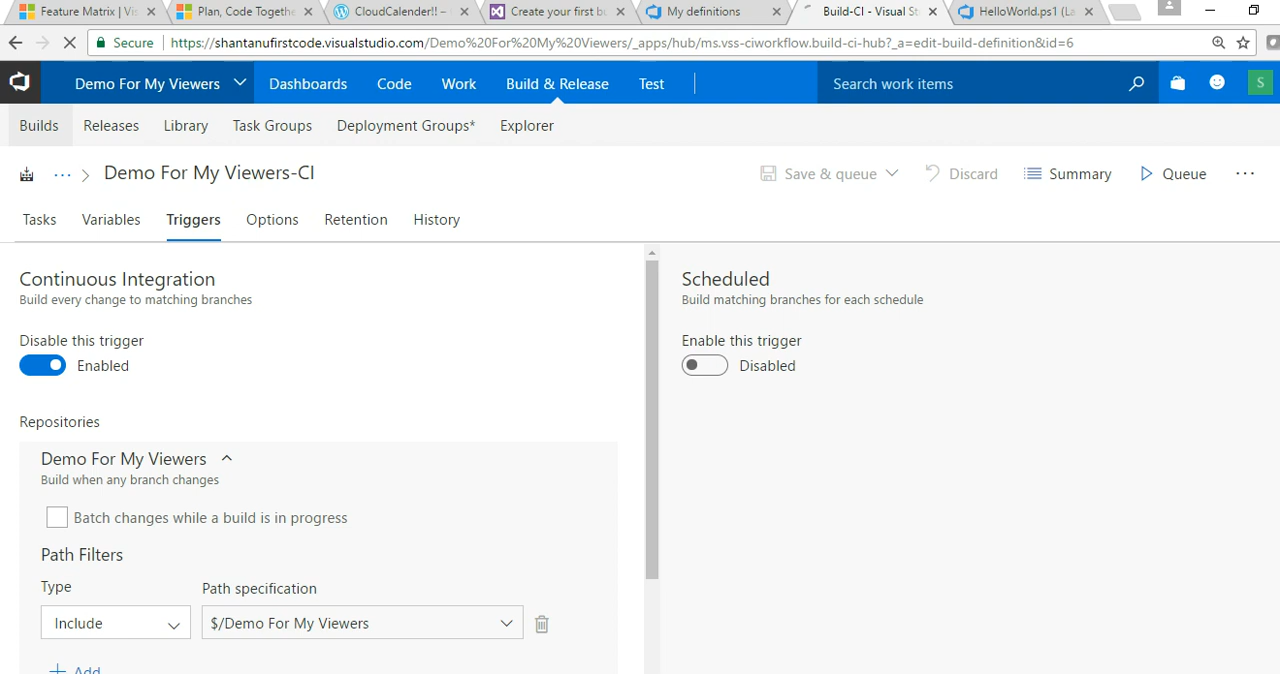 Feature Matrix | Vi
Plan, Code Togethe
CloudCalender!! –
Create your first bu
My definitions
Build-CI - Visual St
HelloWorld.ps1 (La
Secure
https://shantanufirstcode.visualstudio.com/Demo%20For%20My%20Viewers/_apps/hub/ms.vss-ciworkflow.build-ci-hub?_a=edit-build-definition&id=6
Demo For My Viewers
Dashboards
Code
Work
Build & Release
Test
Search work items
S
Builds
Releases
Library
Task Groups
Deployment Groups*
Explorer
... > Demo For My Viewers-CI
Save & queue
Discard
Summary
Queue
...
Tasks
Variables
Triggers
Options
Retention
History
Continuous Integration
Build every change to matching branches
Disable this trigger
Enabled
Repositories
Demo For My Viewers
Build when any branch changes
Batch changes while a build is in progress
Path Filters
Type
Path specification
Include
$/Demo For My Viewers
+ Add
Scheduled
Build matching branches for each schedule
Enable this trigger
Disabled